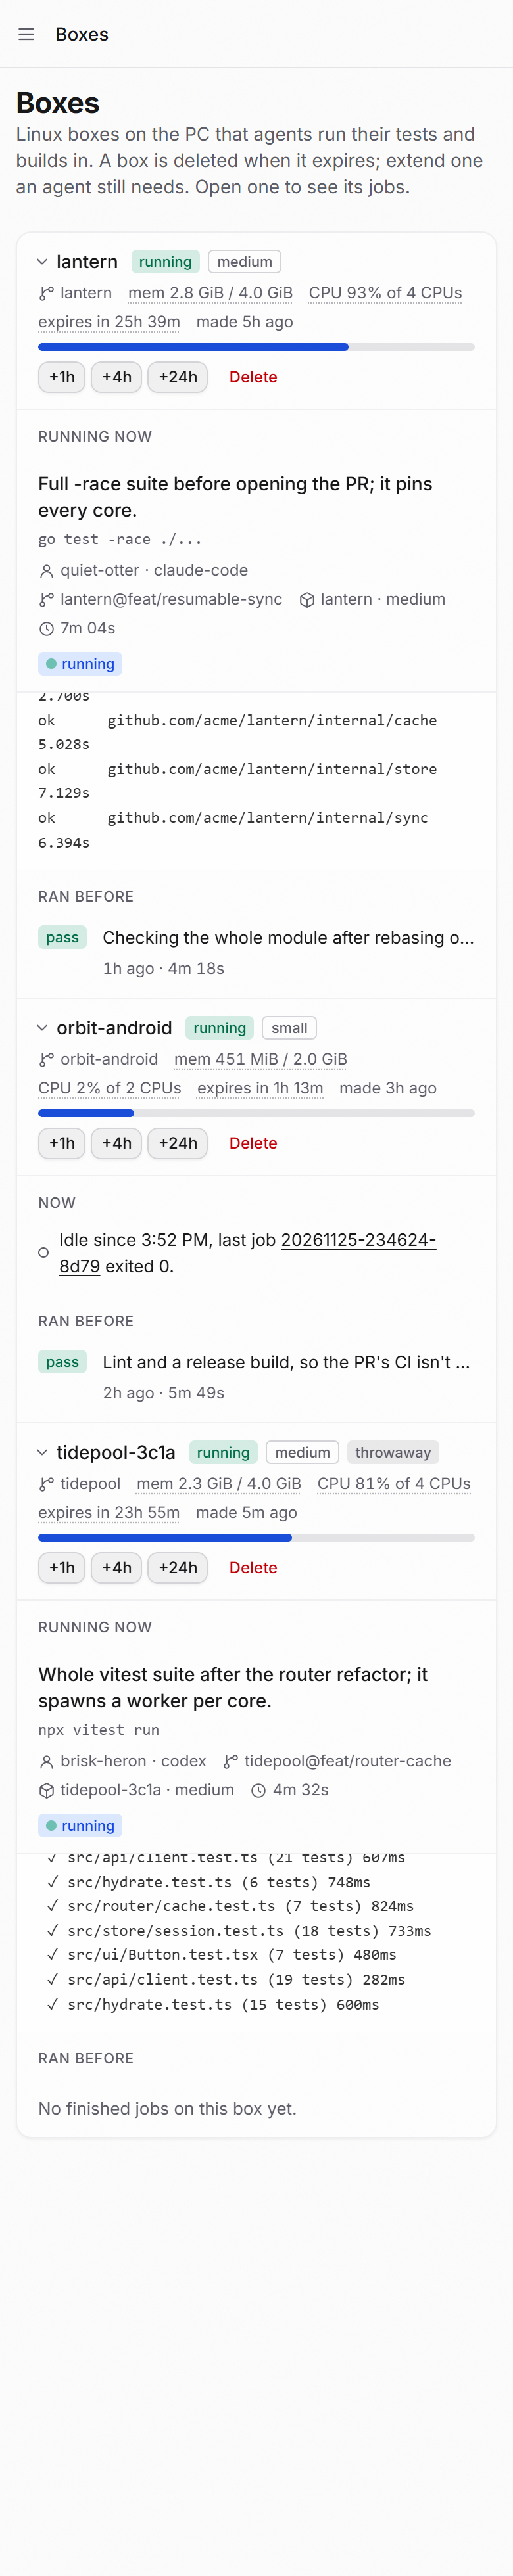 Boxes
Boxes
Linux boxes on the PC that agents run their tests and
builds in. A box is deleted when it expires; extend one
an agent still needs. Open one to see its jobs.
lantern running medium
lantern mem 2.8 GiB / 4.0 GiB CPU 93% of 4 CPUs
expires in 25h 39m made 5h ago
+1h +4h +24h Delete
RUNNING NOW
Full -race suite before opening the PR; it pins
every core.
go test -race ./...
quiet-otter · claude-code
lantern@feat/resumable-sync lantern · medium
7m 04s
running
2.700s
ok github.com/acme/lantern/internal/cache
5.028s
ok github.com/acme/lantern/internal/store
7.129s
ok github.com/acme/lantern/internal/sync
6.394s
RAN BEFORE
pass Checking the whole module after rebasing o...
1h ago · 4m 18s
orbit-android running small
orbit-android mem 451 MiB / 2.0 GiB
CPU 2% of 2 CPUs expires in 1h 13m made 3h ago
+1h +4h +24h Delete
NOW
Idle since 3:52 PM, last job 20261125-234624-
8d79 exited 0.
RAN BEFORE
pass Lint and a release build, so the PR's CI isn't ...
2h ago · 5m 49s
tidepool-3c1a running medium throwaway
tidepool mem 2.3 GiB / 4.0 GiB CPU 81% of 4 CPUs
expires in 23h 55m made 5m ago
+1h +4h +24h Delete
RUNNING NOW
Whole vitest suite after the router refactor; it
spawns a worker per core.
npx vitest run
brisk-heron · codex tidepool@feat/router-cache
tidepool-3c1a · medium 4m 32s
running
✓ src/api/client.test.ts (21 tests) 607ms
✓ src/hydrate.test.ts (6 tests) 748ms
✓ src/router/cache.test.ts (7 tests) 824ms
✓ src/store/session.test.ts (18 tests) 733ms
✓ src/ui/Button.test.tsx (7 tests) 480ms
✓ src/api/client.test.ts (19 tests) 282ms
✓ src/hydrate.test.ts (15 tests) 600ms
RAN BEFORE
No finished jobs on this box yet.